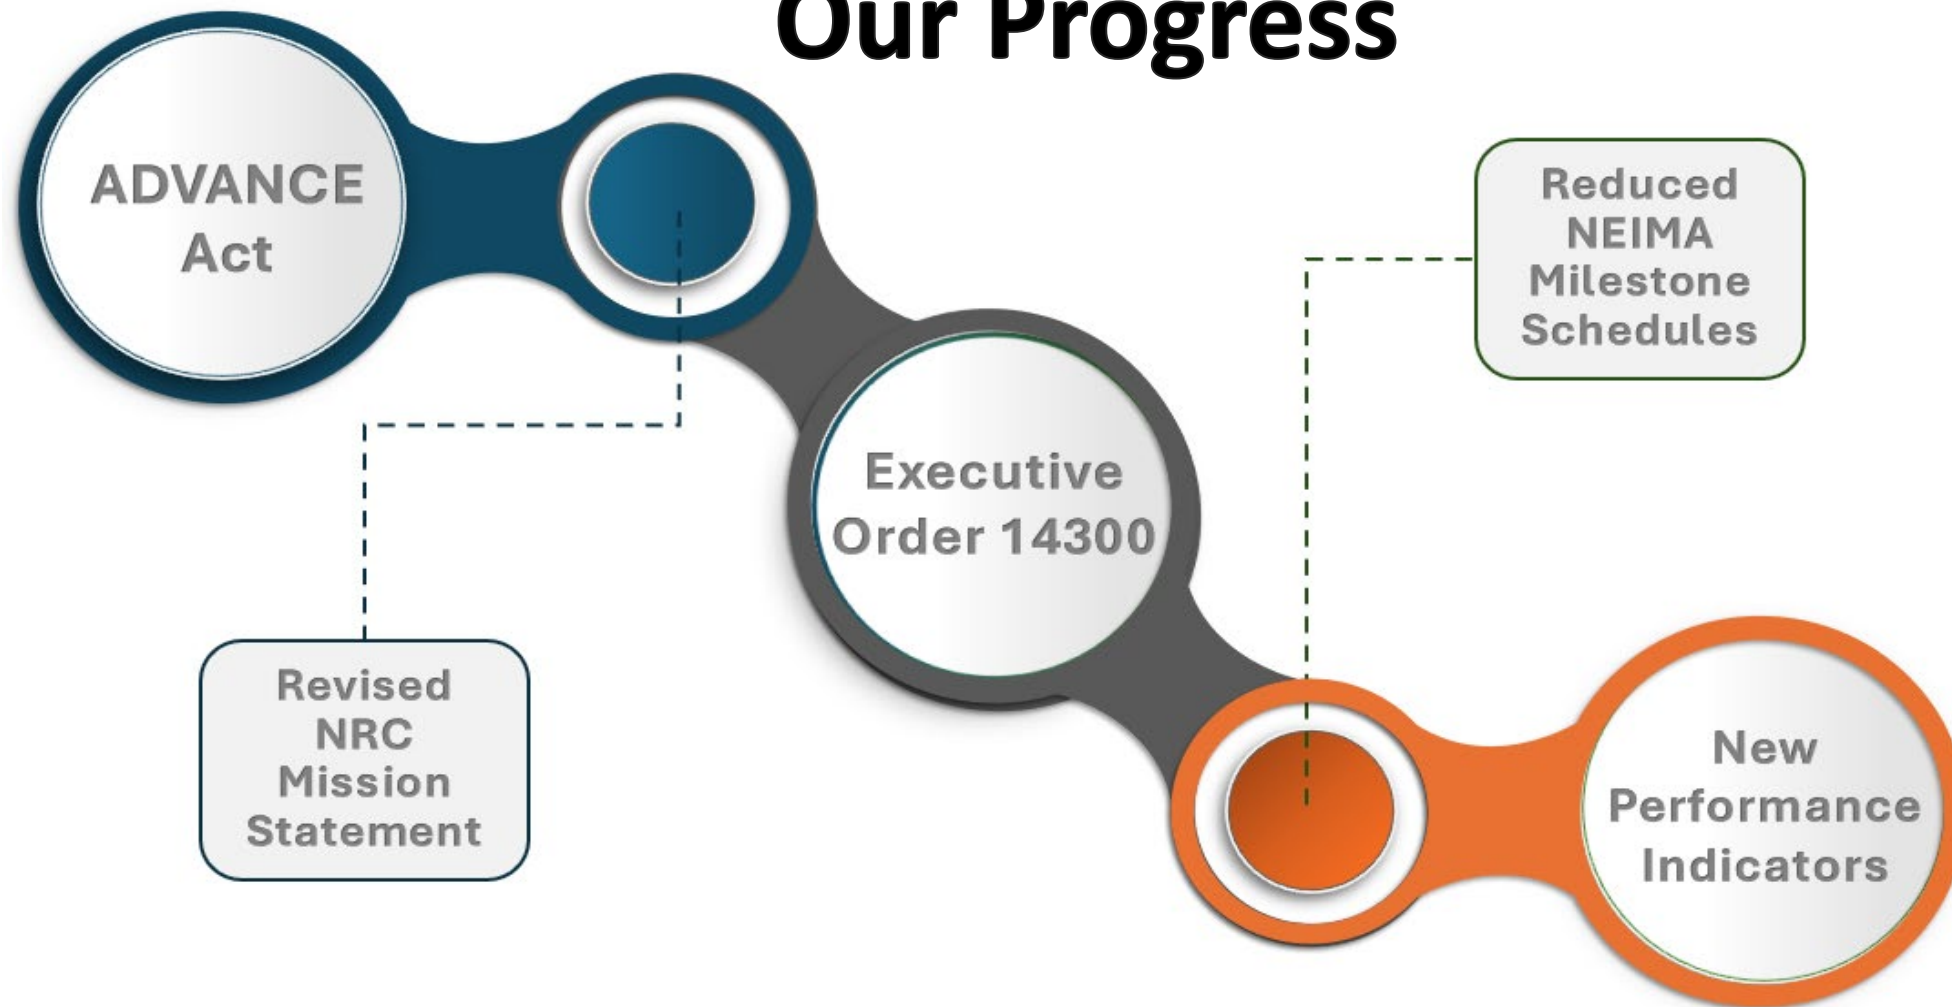 Our Progress
ADVANCE
Act
Reduced
NEIMA
Milestone
Schedules
Executive
Order 14300
Revised
NRC
Mission
Statement
New
Performance
Indicators